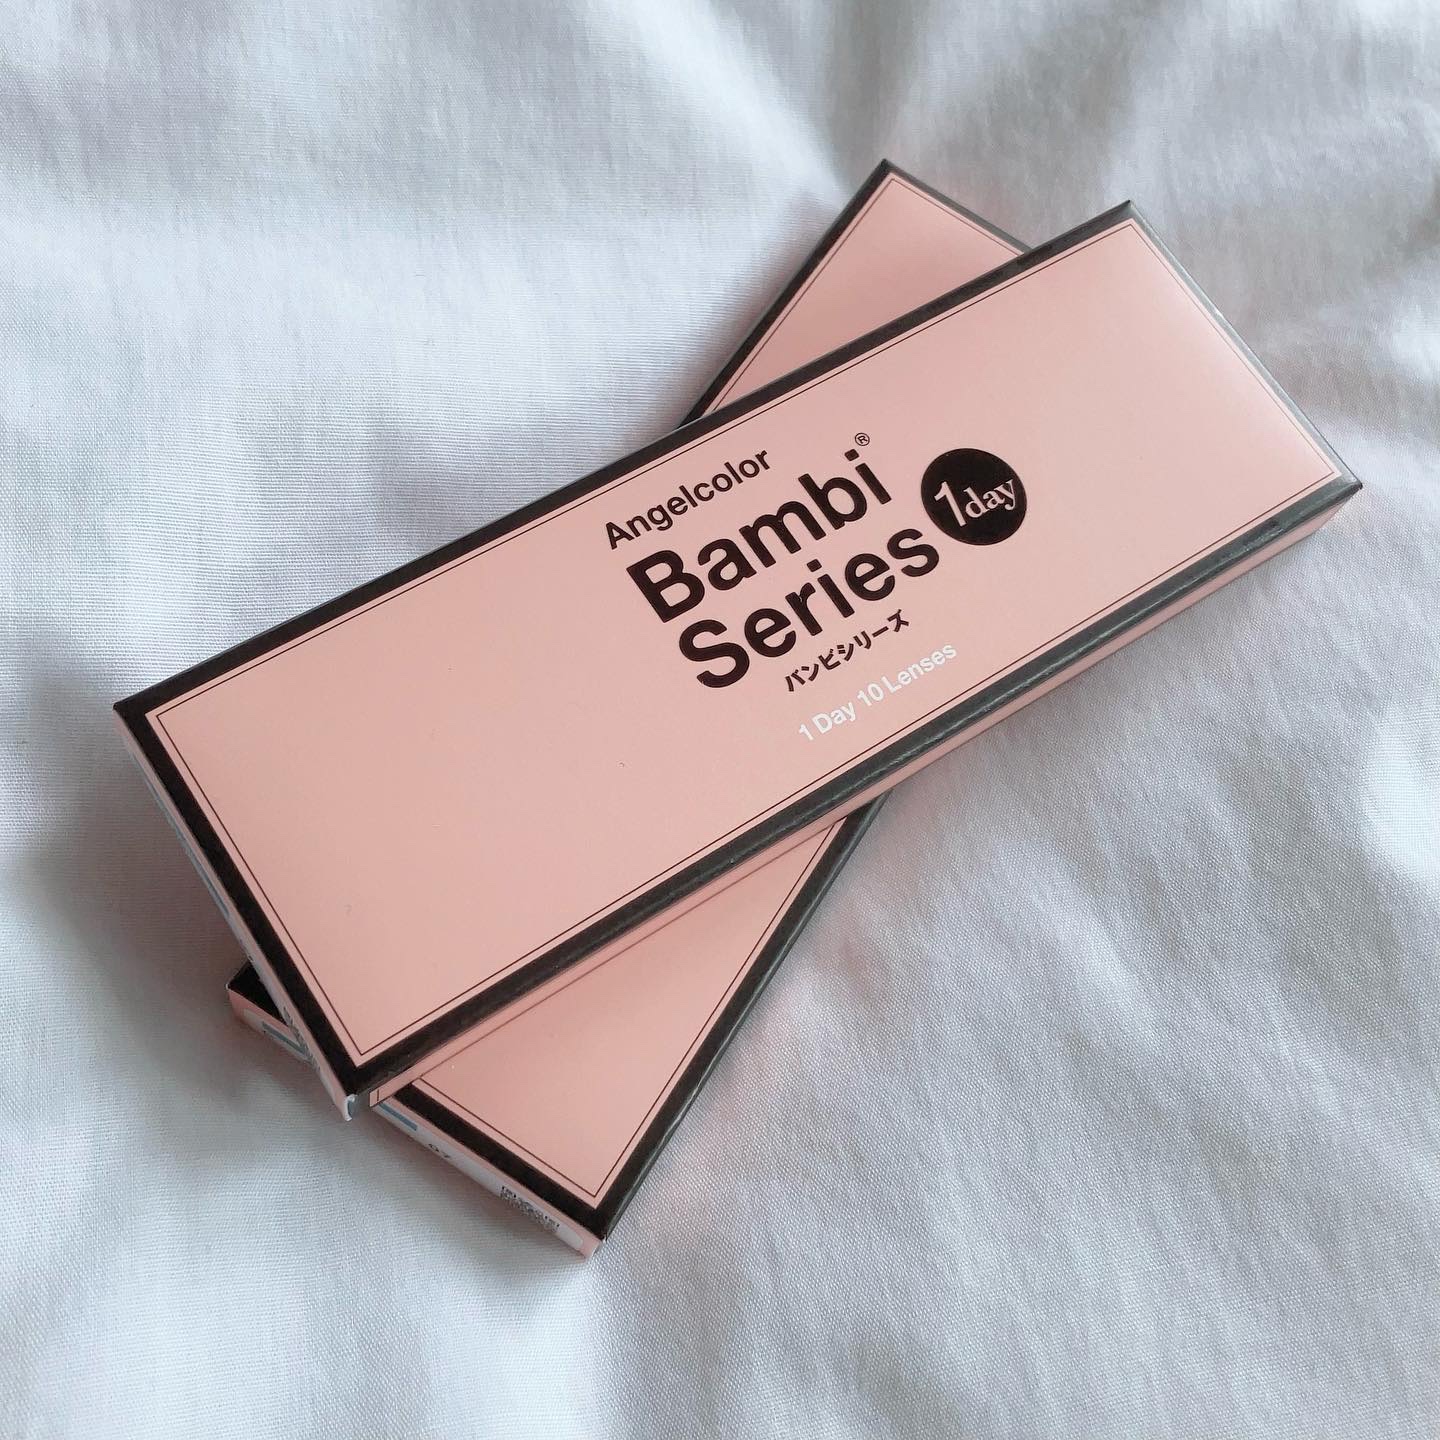 Angelcolor
Bambi®
Series 1day
バンビシリーズ
1 Day 10 Lenses